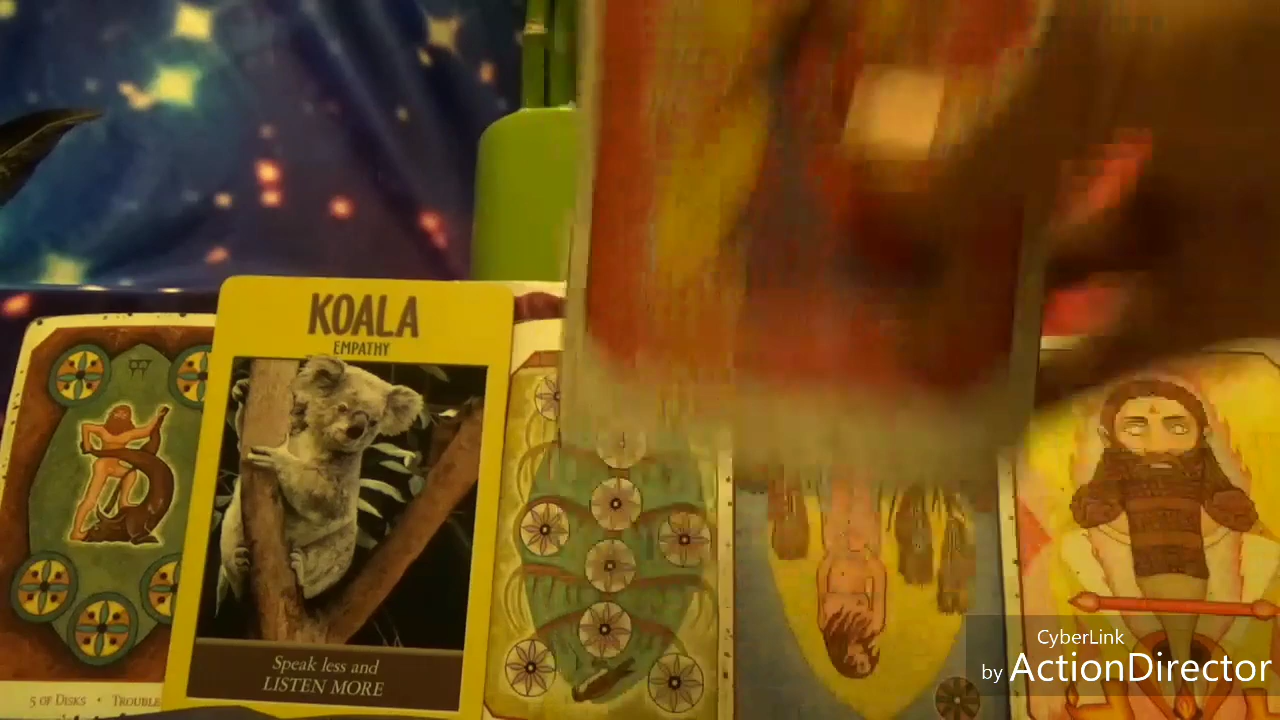 KOALA
EMPATHY
Speak less and
LISTEN MORE
5 OF DISKS • TROUBLE
CyberLink
by ActionDirector